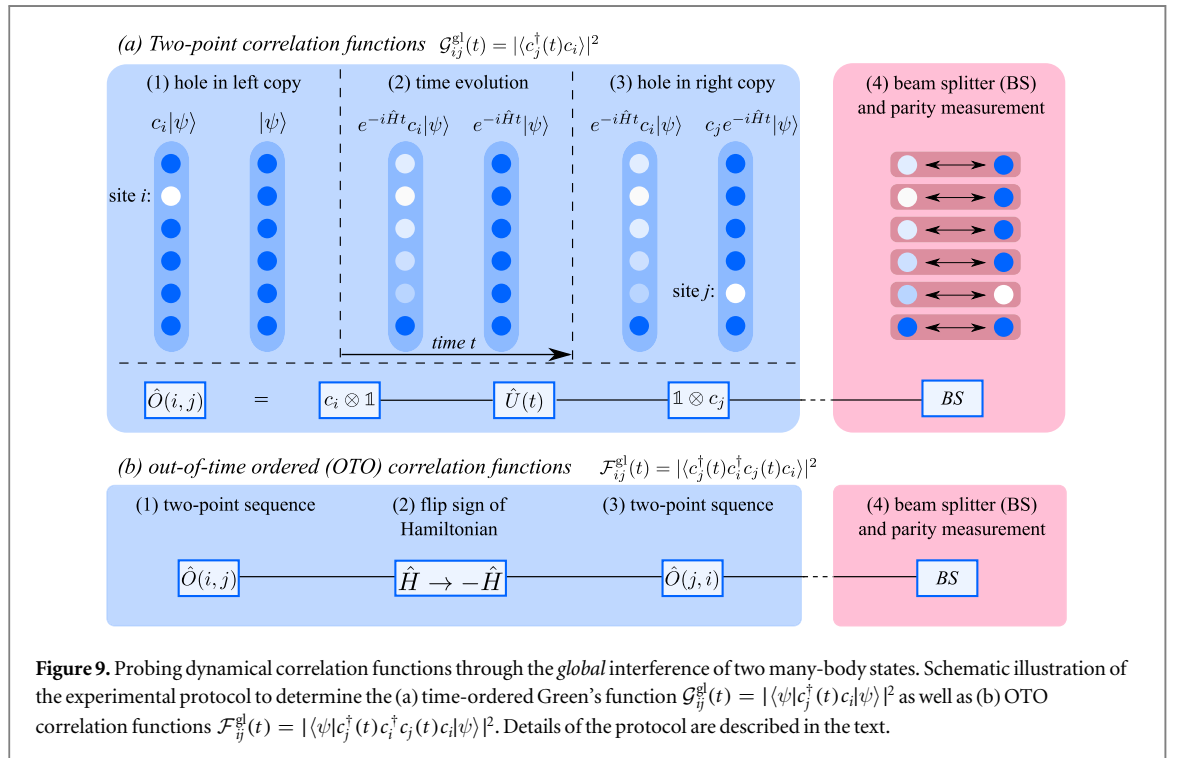 (a) Two-point correlation functions $\mathcal{G}^{\mathrm{gl}}_{ij}(t) = |\langle c^\dagger_j(t) c_i\rangle|^2$
(1) hole in left copy (2) time evolution (3) hole in right copy (4) beam splitter (BS)
and parity measurement
$c_i|\psi\rangle$ $|\psi\rangle$ $e^{-i\hat{H}t}c_i|\psi\rangle$ $e^{-i\hat{H}t}|\psi\rangle$ $e^{-i\hat{H}t}c_i|\psi\rangle$ $c_j e^{-i\hat{H}t}|\psi\rangle$
site i:
site j:
time t
$\hat{O}(i,j)$ = $c_i \otimes \mathbb{1}$ $\hat{U}(t)$ $\mathbb{1} \otimes c_j$ BS
(b) out-of-time ordered (OTO) correlation functions $\mathcal{F}^{\mathrm{gl}}_{ij}(t) = |\langle c^\dagger_j(t) c^\dagger_i c_j(t) c_i\rangle|^2$
(1) two-point sequence (2) flip sign of (3) two-point squence (4) beam splitter (BS)
Hamiltonian and parity measurement
$\hat{O}(i,j)$ $\hat{H} \to -\hat{H}$ $\hat{O}(j,i)$ BS
Figure 9. Probing dynamical correlation functions through the global interference of two many-body states. Schematic illustration of
the experimental protocol to determine the (a) time-ordered Green's function $\mathcal{G}^{\mathrm{gl}}_{ij}(t) = |\langle\psi|c^\dagger_j(t)c_i|\psi\rangle|^2$ as well as (b) OTO
correlation functions $\mathcal{F}^{\mathrm{gl}}_{ij}(t) = |\langle\psi|c^\dagger_j(t)c^\dagger_i c_j(t)c_i|\psi\rangle|^2$. Details of the protocol are described in the text.